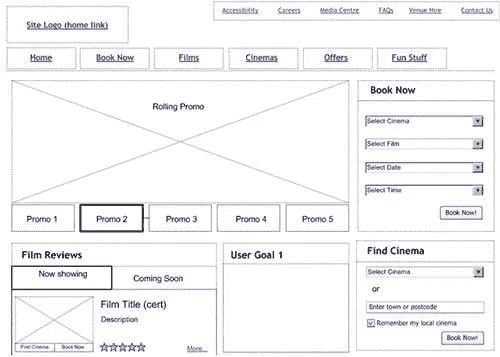 Accessibility Careers Media Centre FAQs Venue Hire Contact Us
Site Logo (home link)
Home Book Now Films Cinemas Offers Fun Stuff
Rolling Promo
Promo 1 Promo 2 Promo 3 Promo 4 Promo 5
Book Now
Select Cinema
Select Film
Select Date
Select Time
Book Now!
Film Reviews
Now showing
Coming Soon
Film Title (cert)
Description
Find Cinema Book Now
More...
User Goal 1
Find Cinema
Select Cinema
or
Enter town or postcode
Remember my local cinema
Book Now!